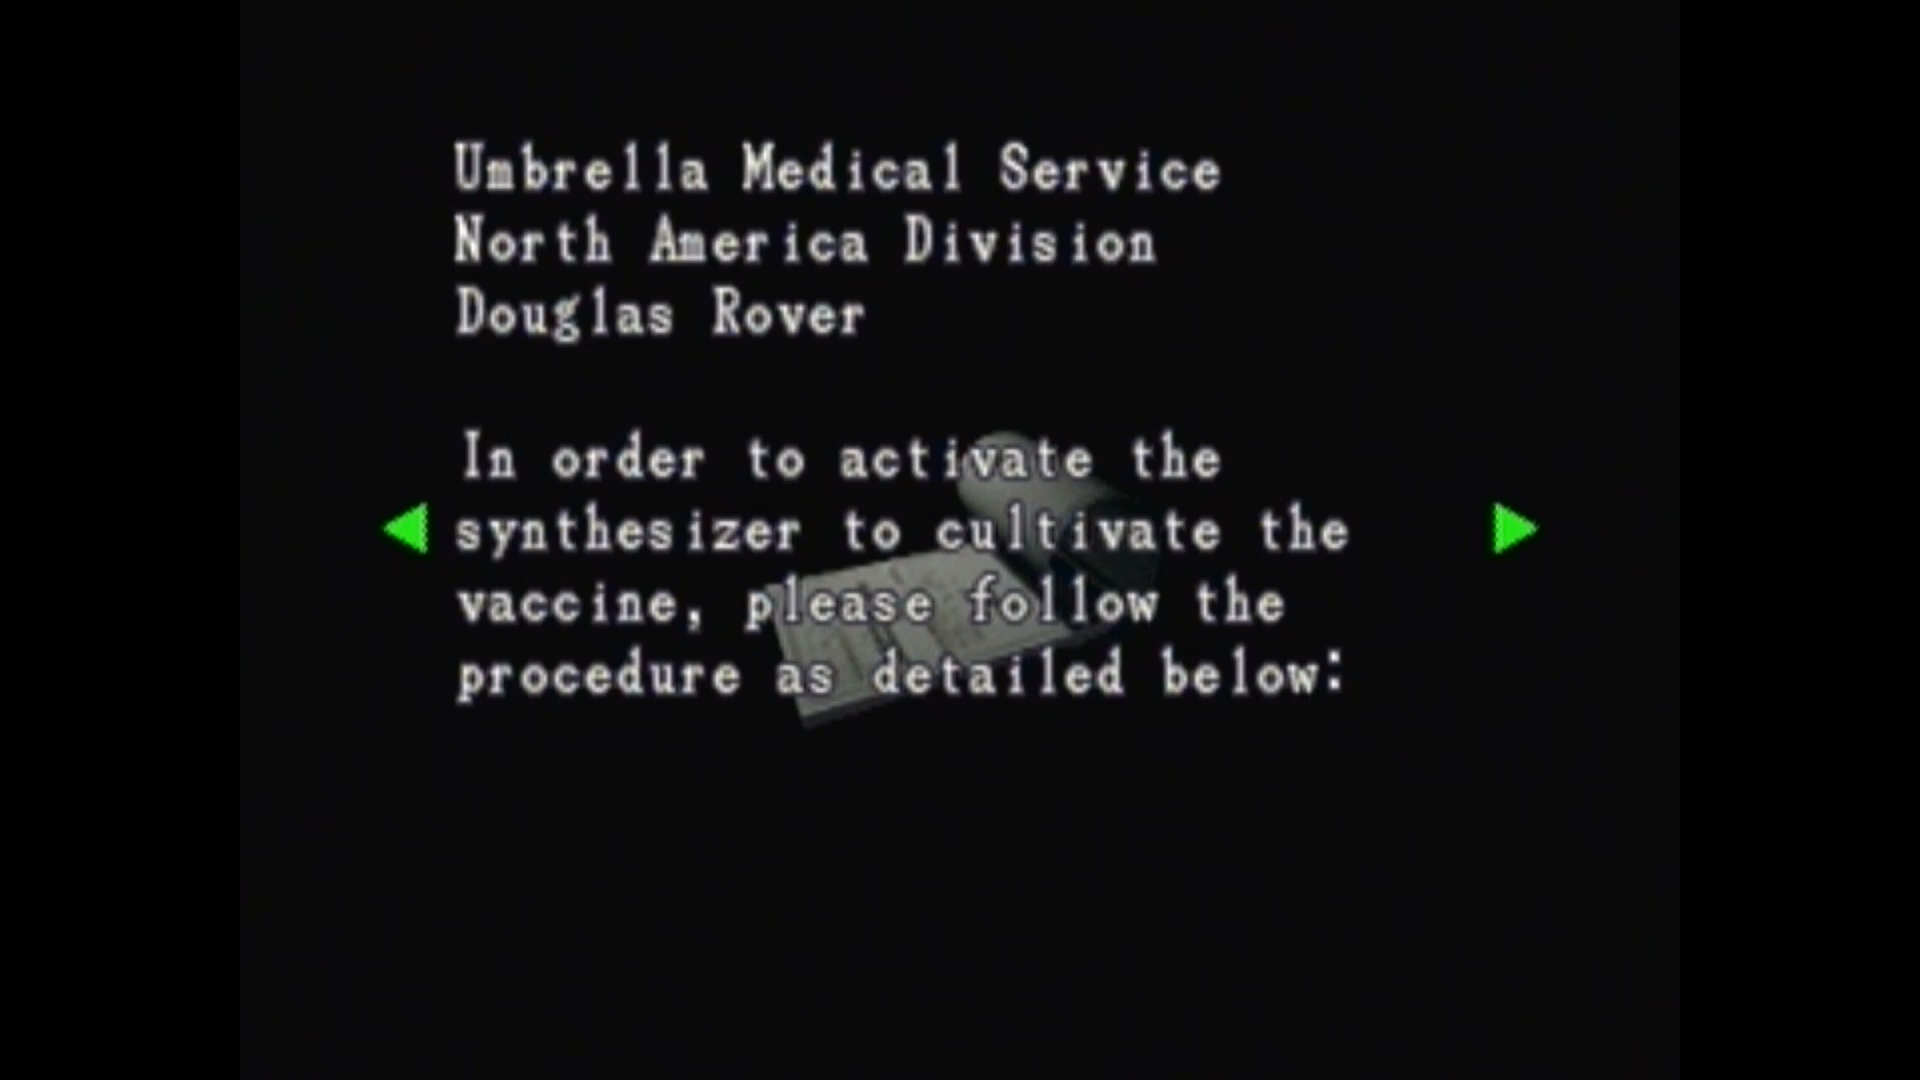 Umbrella Medical Service
North America Division
Douglas Rover
In order to activate the
synthesizer to cultivate the
vaccine, please follow the
procedure as detailed below: